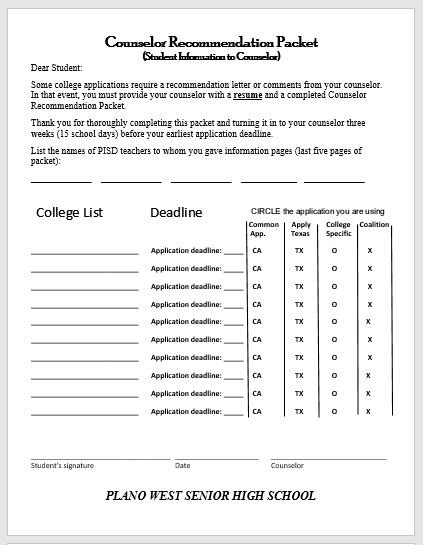 Counselor Recommendation Packet
(Student Information to Counselor)
Dear Student:
Some college applications require a recommendation letter or comments from your counselor.
In that event, you must provide your counselor with a resume and a completed Counselor
Recommendation Packet.
Thank you for thoroughly completing this packet and turning it in to your counselor three
weeks (15 school days) before your earliest application deadline.
List the names of PISD teachers to whom you gave information pages (last five pages of
packet):
College List Deadline CIRCLE the application you are using
Common Apply College Coalition
App. Texas Specific
Application deadline: CA TX O X
Application deadline: CA TX O X
Application deadline: CA TX O X
Application deadline: CA TX O X
Application deadline: CA TX O X
Application deadline: CA TX O X
Application deadline: CA TX O X
Application deadline: CA TX O X
Application deadline: CA TX O X
Application deadline: CA TX O X
Student's signature Date Counselor
PLANO WEST SENIOR HIGH SCHOOL